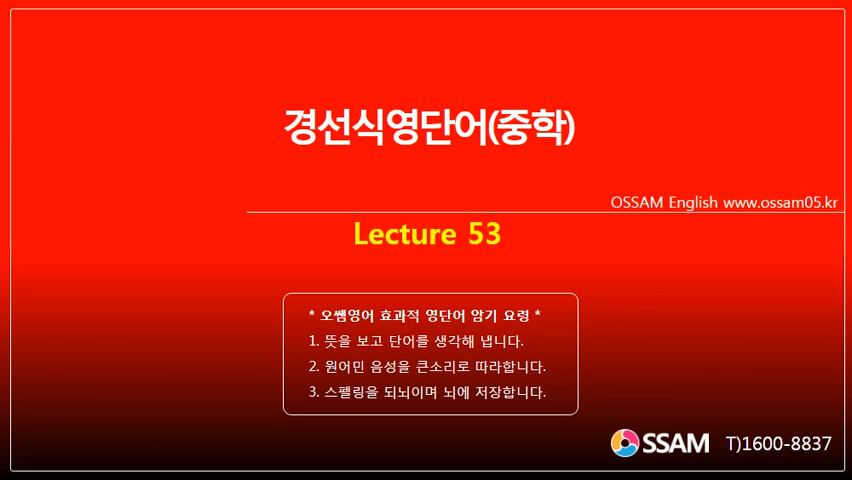 경선식영단어(중학)
OSSAM English www.ossam05.kr
Lecture 53
* 오쌤영어 효과적 영단어 암기 요령 *
1. 뜻을 보고 단어를 생각해 냅니다.
2. 원어민 음성을 큰소리로 따라합니다.
3. 스펠링을 되뇌이며 뇌에 저장합니다.
OSSAM T)1600-8837